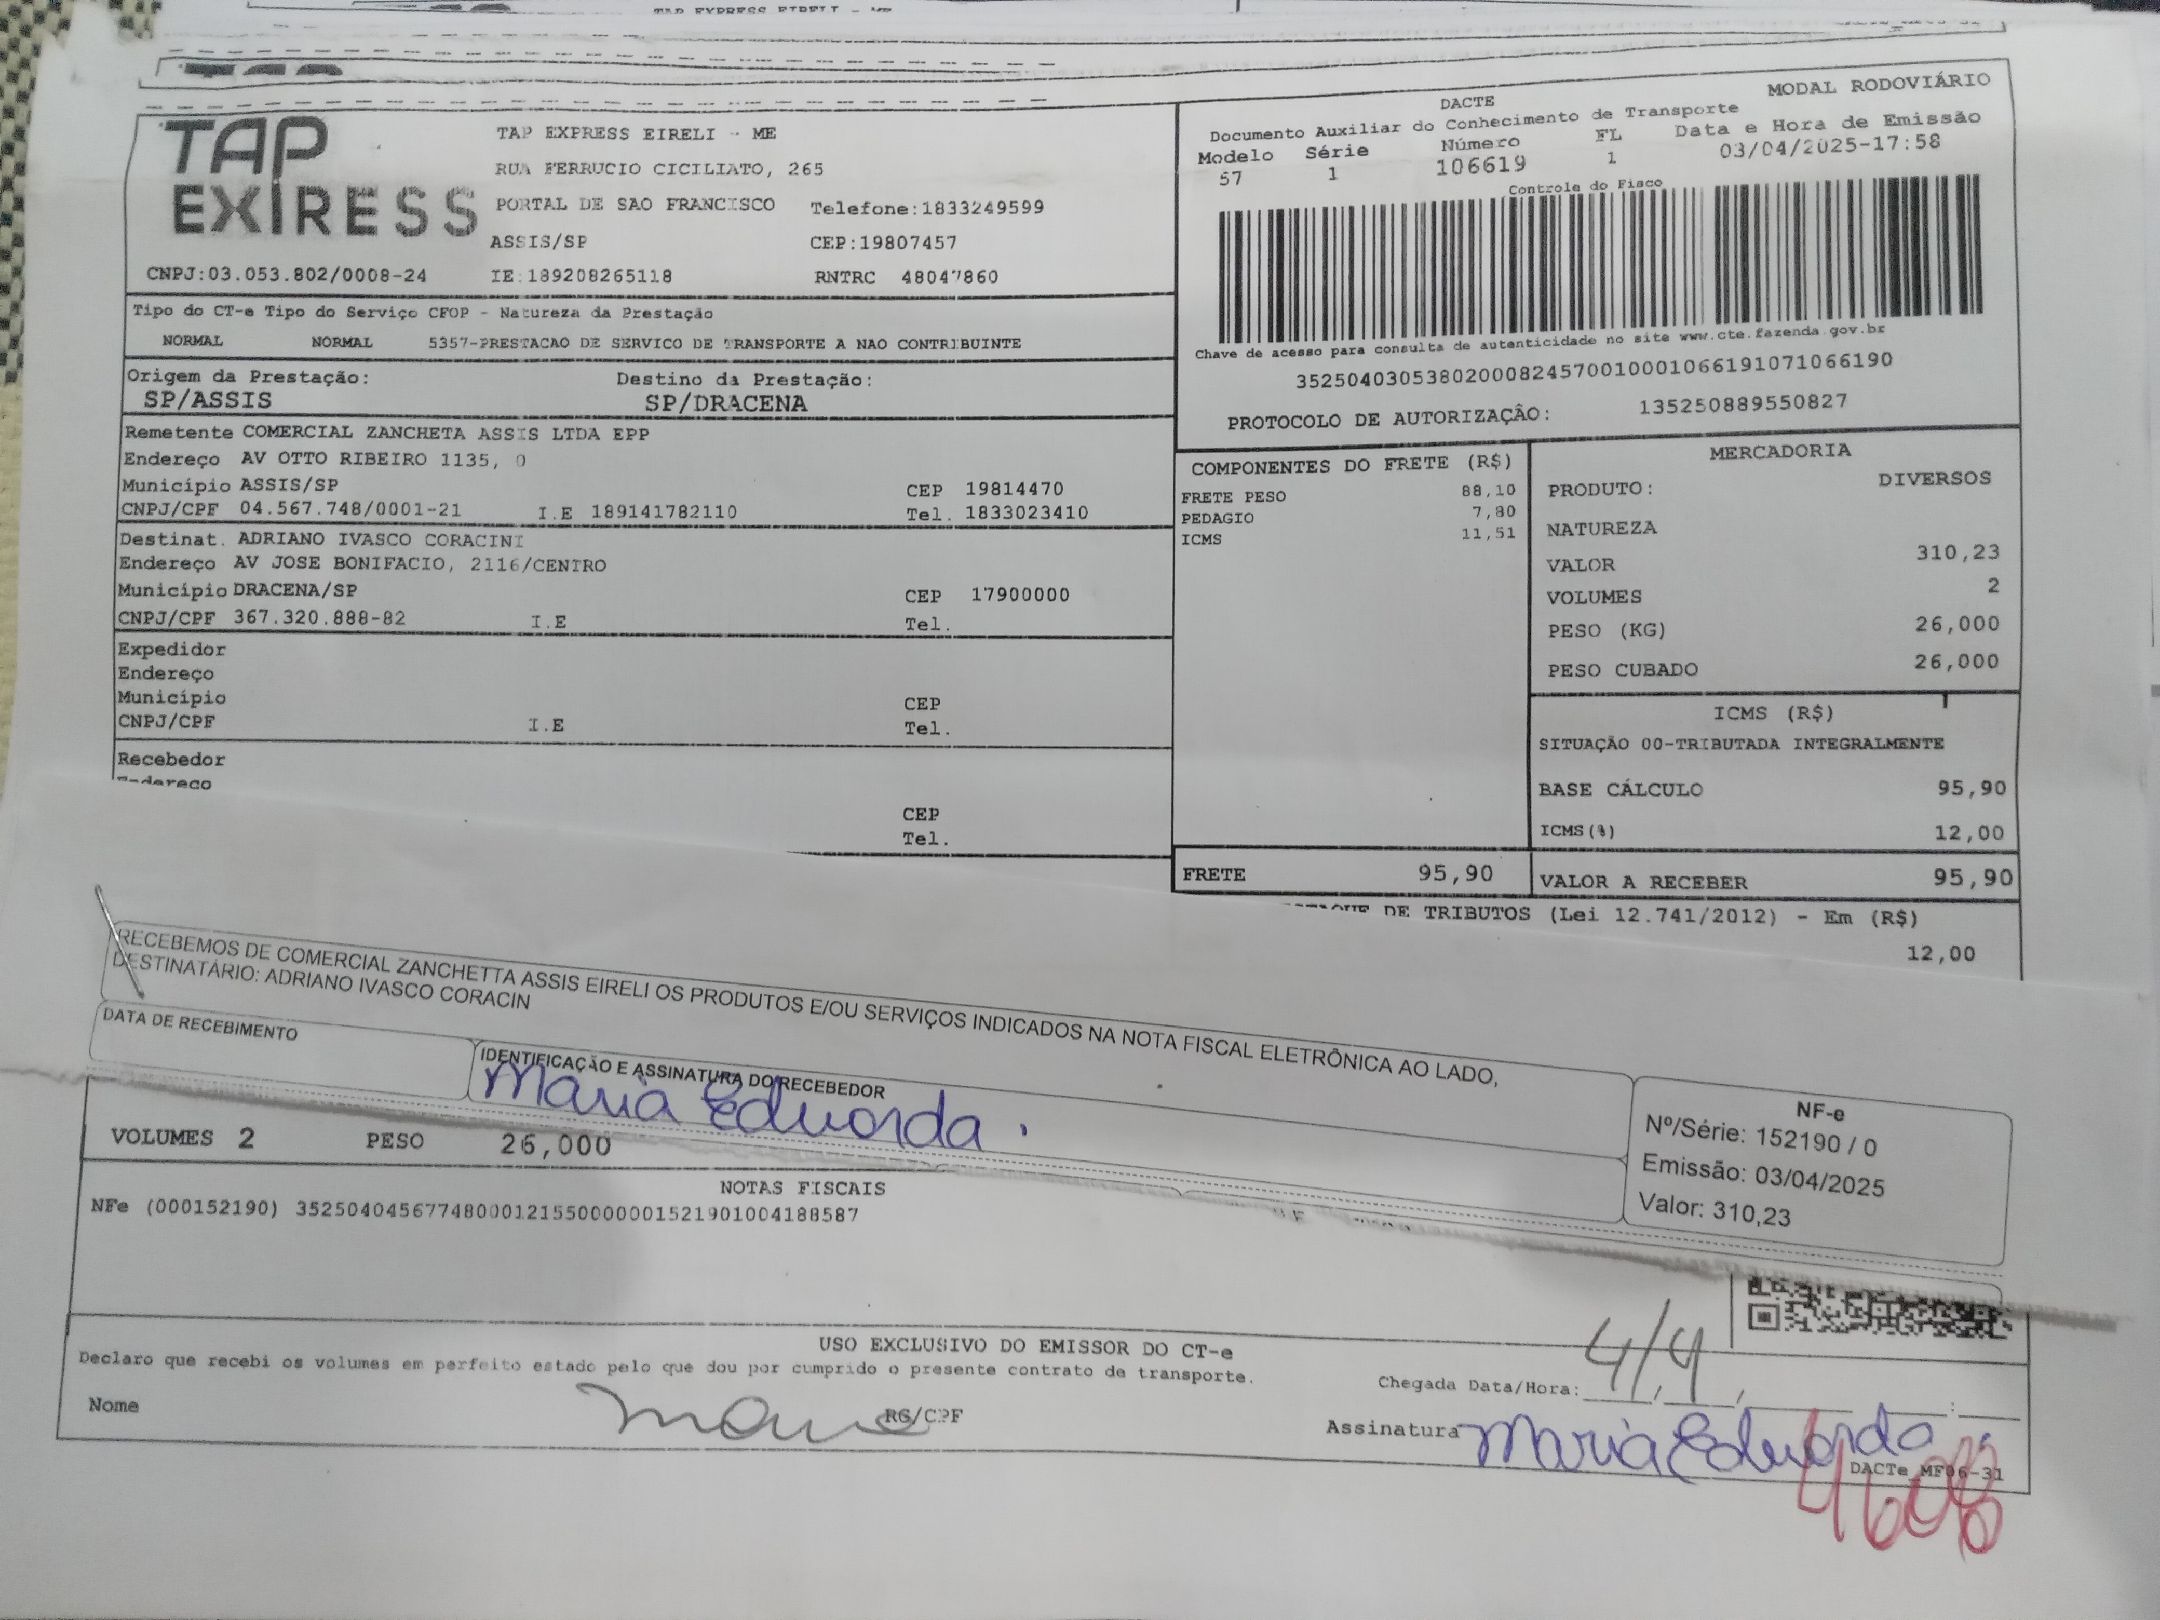 TAP EXPRESS EIRELI - ME
TAP
EXPRESS
TAP EXPRESS EIRELI - ME
RUA FERRUCIO CICILIATO, 265
PORTAL DE SAO FRANCISCO Telefone:1833249599
ASSIS/SP CEP:19807457
CNPJ:03.053.802/0008-24 IE:189208265118 RNTRC 48047860
MODAL RODOVIÁRIO
DACTE
Documento Auxiliar do Conhecimento de Transporte
Modelo Série Número FL Data e Hora de Emissão
57 1 106619 1 03/04/2025-17:58
Controle do Fisco
Chave de acesso para consulta de autenticidade no site www.cte.fazenda.gov.br
35250403053802000824570010001066191071066190
PROTOCOLO DE AUTORIZAÇÃO: 135250889550827
Tipo do CT-e Tipo do Serviço CFOP - Natureza da Prestação
NORMAL NORMAL 5357-PRESTACAO DE SERVICO DE TRANSPORTE A NAO CONTRIBUINTE
Origem da Prestação: Destino da Prestação:
SP/ASSIS SP/DRACENA
Remetente COMERCIAL ZANCHETA ASSIS LTDA EPP
Endereço AV OTTO RIBEIRO 1135, 0
Município ASSIS/SP CEP 19814470
CNPJ/CPF 04.567.748/0001-21 I.E 189141782110 Tel. 1833023410
Destinat. ADRIANO IVASCO CORACINI
Endereço AV JOSE BONIFACIO, 2116/CENTRO
Município DRACENA/SP CEP 17900000
CNPJ/CPF 367.320.888-82 I.E Tel.
Expedidor
Endereço
Município CEP
CNPJ/CPF I.E Tel.
Recebedor
Endereço
CEP
Tel.
COMPONENTES DO FRETE (R$)
FRETE PESO 88,10
PEDAGIO 7,80
ICMS 11,51
FRETE 95,90
MERCADORIA
PRODUTO: DIVERSOS
NATUREZA
VALOR 310,23
VOLUMES 2
PESO (KG) 26,000
PESO CUBADO 26,000
ICMS (R$)
SITUAÇÃO 00-TRIBUTADA INTEGRALMENTE
BASE CÁLCULO 95,90
ICMS(%) 12,00
VALOR A RECEBER 95,90
DE TRIBUTOS (Lei 12.741/2012) - Em (R$)
12,00
RECEBEMOS DE COMERCIAL ZANCHETTA ASSIS EIRELI OS PRODUTOS E/OU SERVIÇOS INDICADOS NA NOTA FISCAL ELETRÔNICA AO LADO,
DESTINATÁRIO: ADRIANO IVASCO CORACIN
DATA DE RECEBIMENTO
IDENTIFICAÇÃO E ASSINATURA DO RECEBEDOR
Maria Eduarda.
NF-e
Nº/Série: 152190 / 0
Emissão: 03/04/2025
Valor: 310,23
VOLUMES 2 PESO 26,000
NOTAS FISCAIS
NFe (000152190) 35250404567748000121550000001521901004188587
USO EXCLUSIVO DO EMISSOR DO CT-e
Declaro que recebi os volumes em perfeito estado pelo que dou por cumprido o presente contrato de transporte.
Chegada Data/Hora: 4/4
Nome RG/CPF
Assinatura Maria Eduarda
DACTe_MF06-31